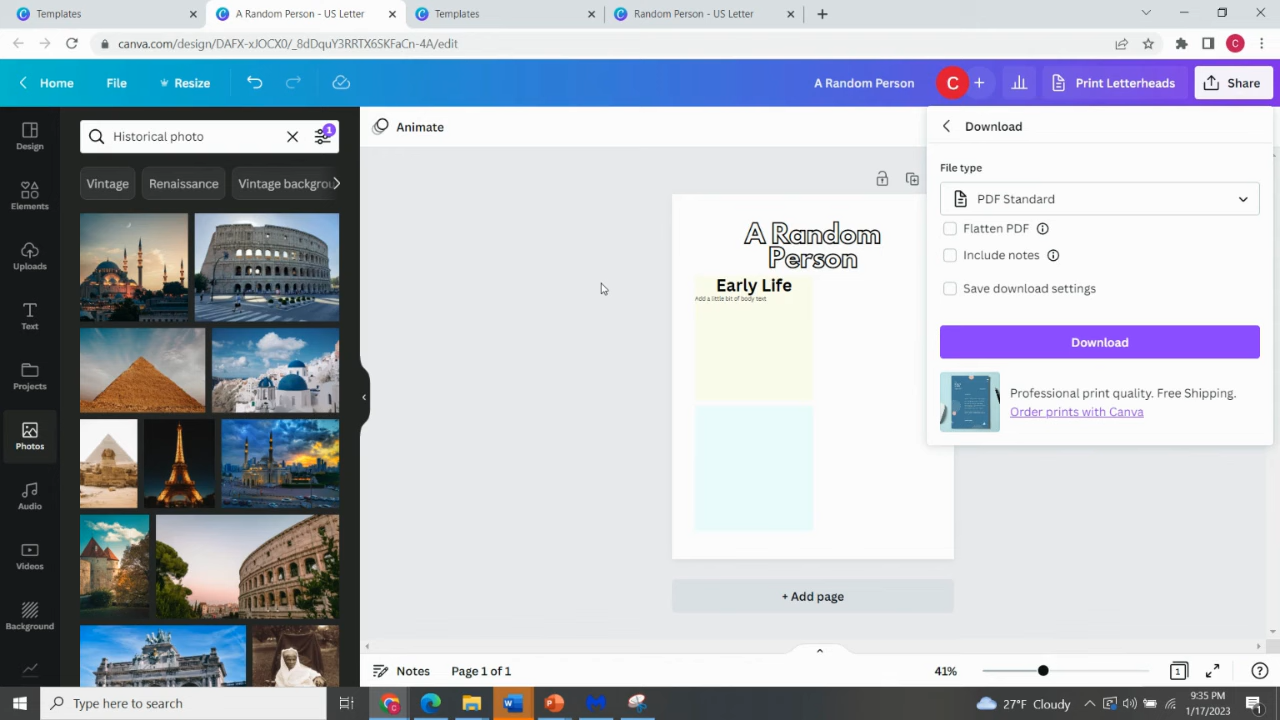 Templates
A Random Person - US Letter
Templates
Random Person - US Letter
canva.com/design/DAFX-xJOCX0/_8dDquY3RRTX6SKFaCn-4A/edit
C
Home
File
Resize
A Random Person
C
Print Letterheads
Share
Design
Elements
Uploads
Text
Projects
Photos
Audio
Videos
Background
Historical photo
1
Vintage
Renaissance
Vintage backgrou
Animate
A Random
Person
Early Life
Add a little bit of body text
+ Add page
Download
File type
PDF Standard
Flatten PDF
Include notes
Save download settings
Download
Professional print quality. Free Shipping.
Order prints with Canva
Notes
Page 1 of 1
41%
1
Type here to search
27°F Cloudy
9:35 PM
1/17/2023
1